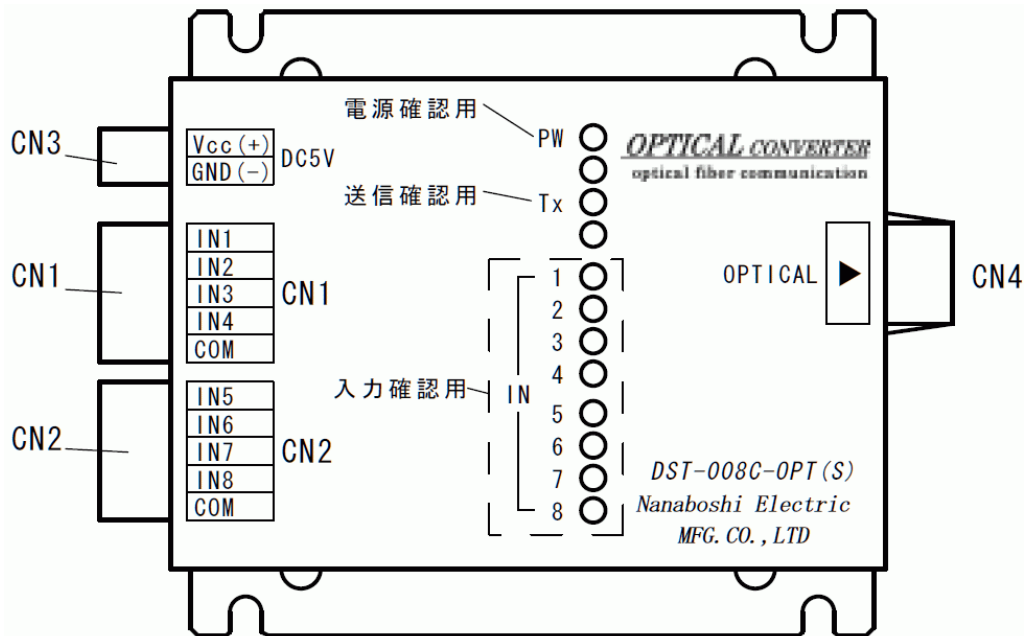 CN3
Vcc(+)
GND(-)
DC5V
電源確認用
PW
送信確認用
Tx
OPTICAL CONVERTER
optical fiber communication
CN1
IN1
IN2
IN3
IN4
COM
CN1
CN2
IN5
IN6
IN7
IN8
COM
CN2
入力確認用
IN
1
2
3
4
5
6
7
8
OPTICAL ▶
CN4
DST-008C-OPT(S)
Nanaboshi Electric
MFG.CO.,LTD